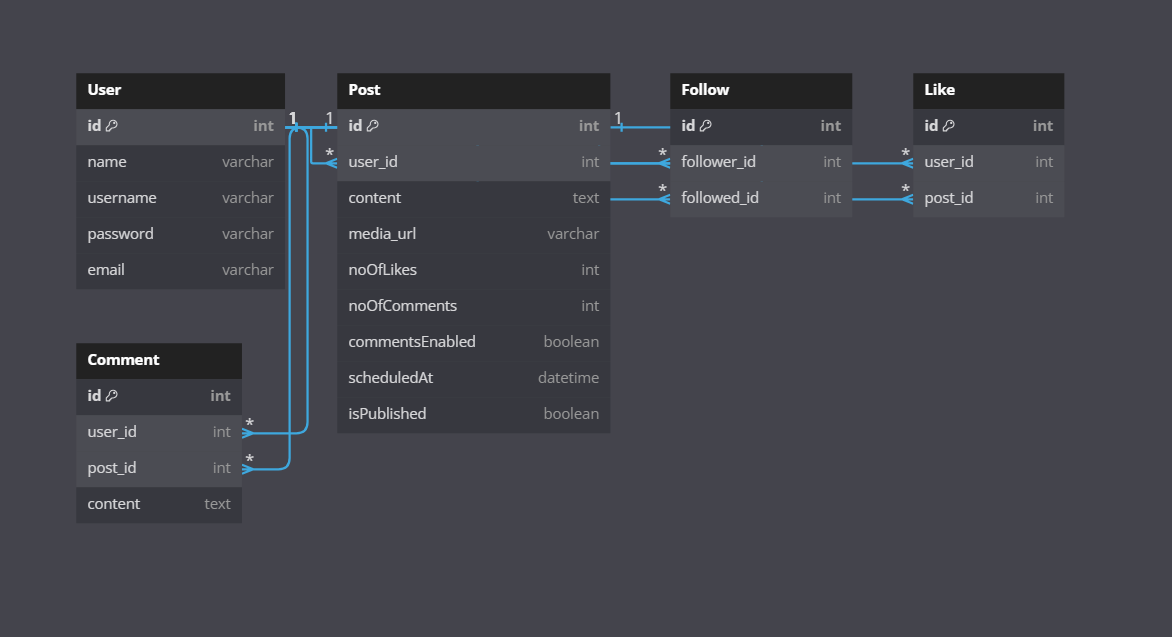 User
id int
name varchar
username varchar
password varchar
email varchar
1
1
*
Post
id int
user_id int
content text
media_url varchar
noOfLikes int
noOfComments int
commentsEnabled boolean
scheduledAt datetime
isPublished boolean
1
*
*
Follow
id int
follower_id int
followed_id int
*
*
Like
id int
user_id int
post_id int
Comment
id int
user_id int
post_id int
content text
*
*